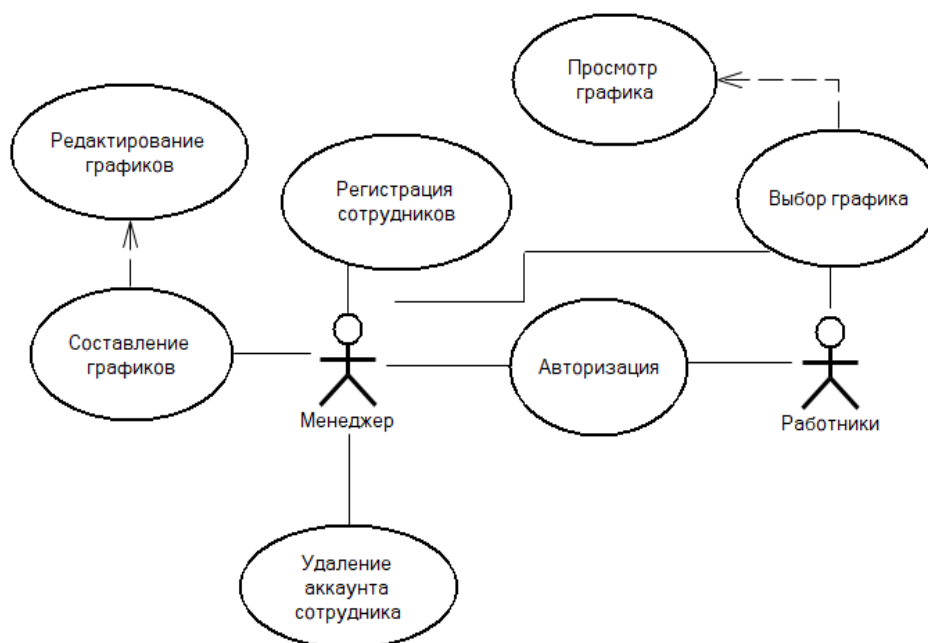 Просмотр
графика
Редактирование
графиков
Регистрация
сотрудников
Выбор графика
Составление
графиков
Авторизация
Менеджер
Работники
Удаление
аккаунта
сотрудника